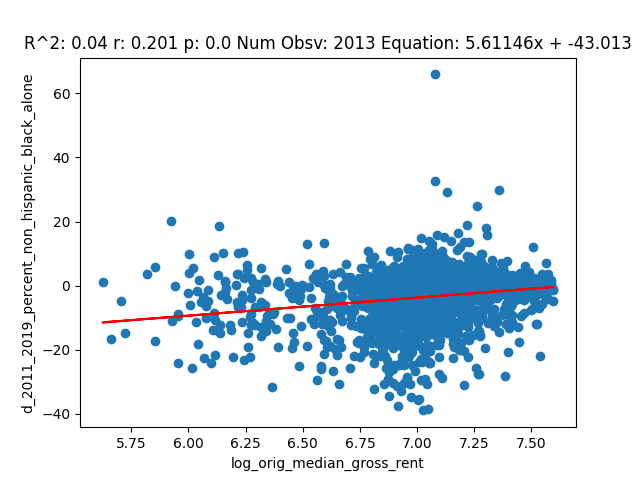 R^2: 0.04 r: 0.201 p: 0.0 Num Obsv: 2013 Equation: 5.61146x + -43.013
d_2011_2019_percent_non_hispanic_black_alone
60
40
20
0
−20
−40
5.75 6.00 6.25 6.50 6.75 7.00 7.25 7.50
log_orig_median_gross_rent